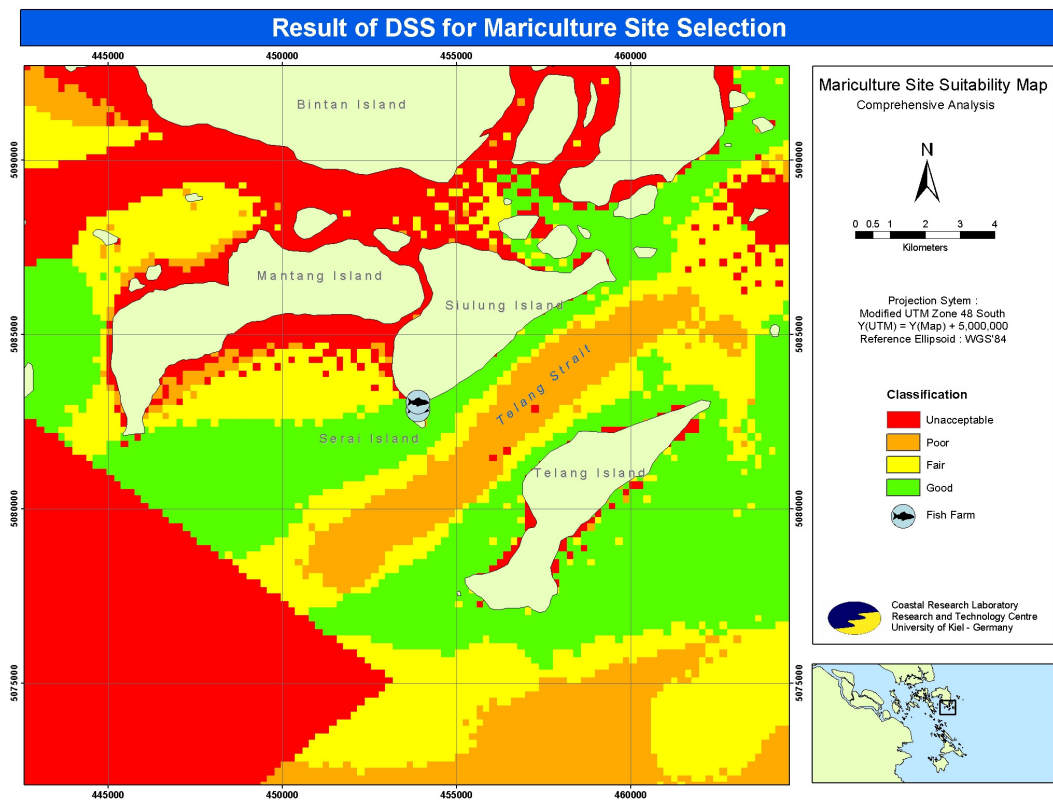 Result of DSS for Mariculture Site Selection
445000
450000
455000
460000
5090000
5085000
5080000
5075000
Bintan Island
Mantang Island
Siulung Island
Telang Strait
Serai Island
Telang Island
5090000
5085000
5080000
5075000
445000
450000
455000
460000
Mariculture Site Suitability Map
Comprehensive Analysis
N
0 0.5 1 2 3 4
Kilometers
Projection Sytem :
Modified UTM Zone 48 South
Y(UTM) = Y(Map) + 5,000,000
Reference Ellipsoid : WGS'84
Classification
Unacceptable
Poor
Fair
Good
Fish Farm
Coastal Research Laboratory
Research and Technology Centre
University of Kiel - Germany